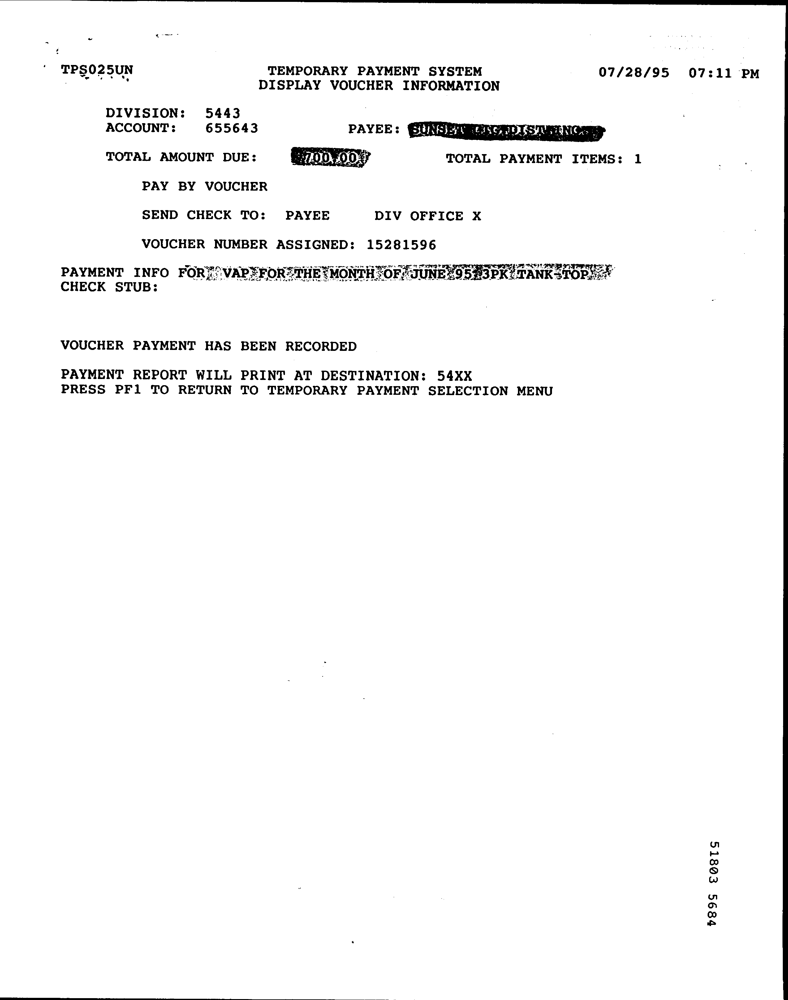 TPS025UN TEMPORARY PAYMENT SYSTEM 07/28/95 07:11 PM
DISPLAY VOUCHER INFORMATION
DIVISION: 5443
ACCOUNT: 655643 PAYEE: SUNSET
TOTAL AMOUNT DUE: 700.00 TOTAL PAYMENT ITEMS: 1
PAY BY VOUCHER
SEND CHECK TO: PAYEE DIV OFFICE X
VOUCHER NUMBER ASSIGNED: 15281596
PAYMENT INFO FOR VAP FOR THE MONTH OF JUNE 95 3PK TANK TOP
CHECK STUB:
VOUCHER PAYMENT HAS BEEN RECORDED
PAYMENT REPORT WILL PRINT AT DESTINATION: 54XX
PRESS PF1 TO RETURN TO TEMPORARY PAYMENT SELECTION MENU
51803 5684